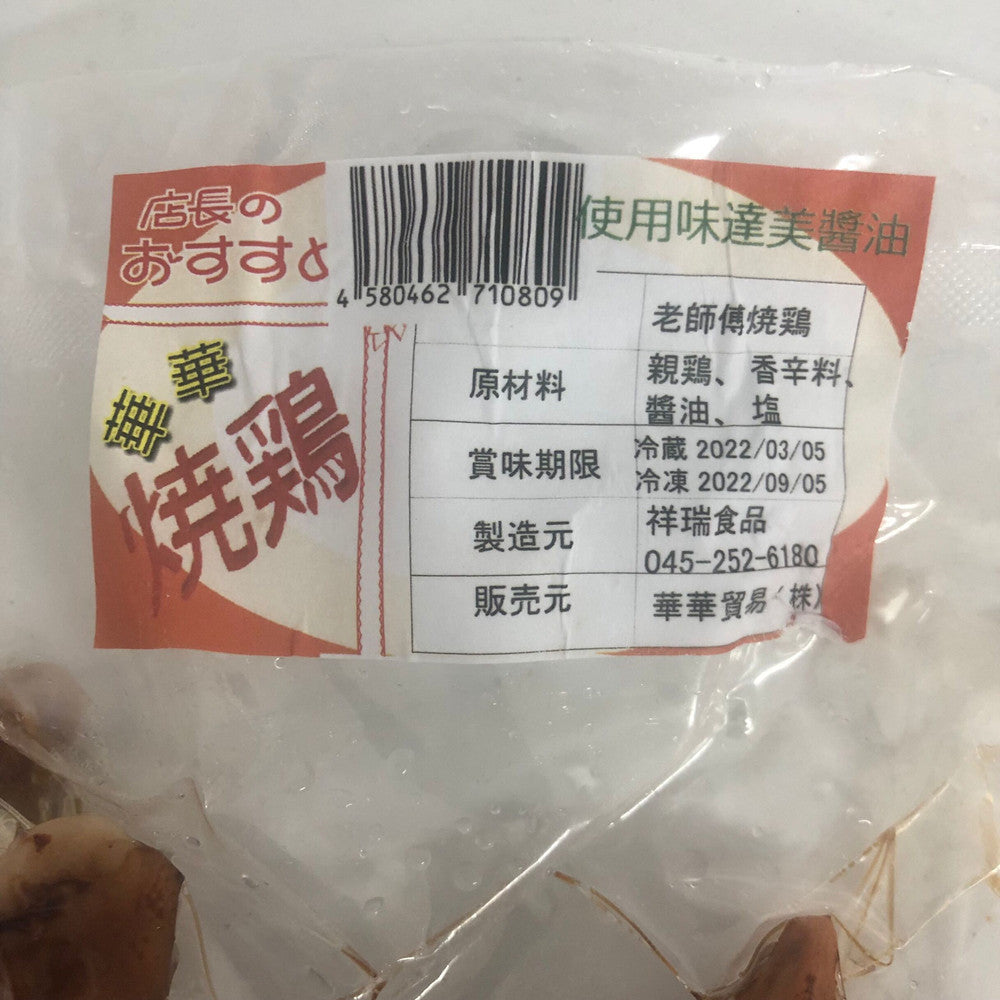 店長の
おすすめ
4 580462 710809
使用味達美醬油
華華
焼鶏
老師傅焼鶏
原材料 親鶏、香辛料、
醬油、塩
賞味期限 冷蔵 2022/03/05
冷凍 2022/09/05
製造元 祥瑞食品
045-252-6180
販売元 華華貿易(株)